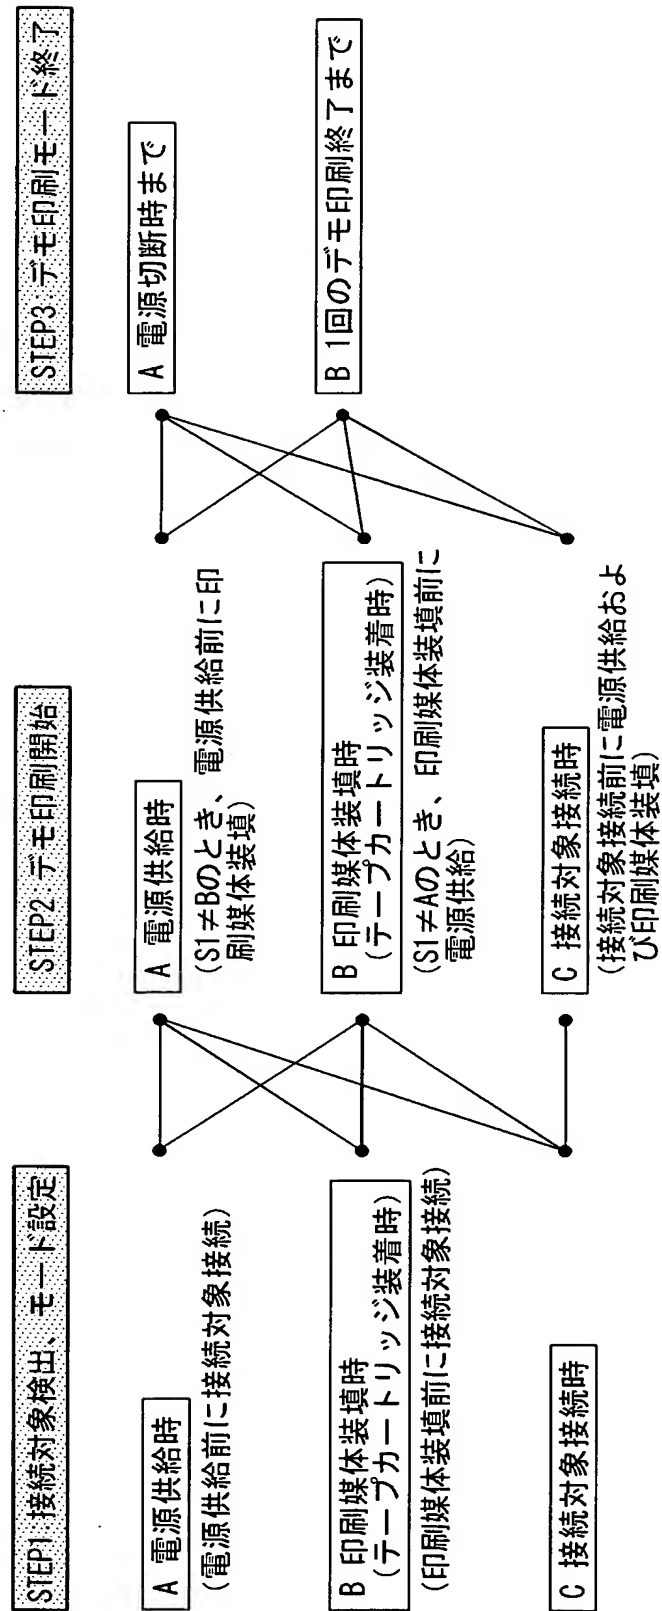 STEP1:接続対象検出、モード設定
A 電源供給時
(電源供給前に接続対象接続)
B 印刷媒体装填時
(テープカートリッジ装着時)
(印刷媒体装填前に接続対象接続)
C 接続対象接続時
STEP2:デモ印刷開始
A 電源供給時
(S1≠Bのとき、電源供給前に印
刷媒体装填)
B 印刷媒体装填時
(テープカートリッジ装着時)
(S1≠Aのとき、印刷媒体装填前に
電源供給)
C 接続対象接続時
(接続対象接続前に電源供給およ
び印刷媒体装填)
STEP3:デモ印刷モード終了
A 電源切断時まで
B 1回のデモ印刷終了まで